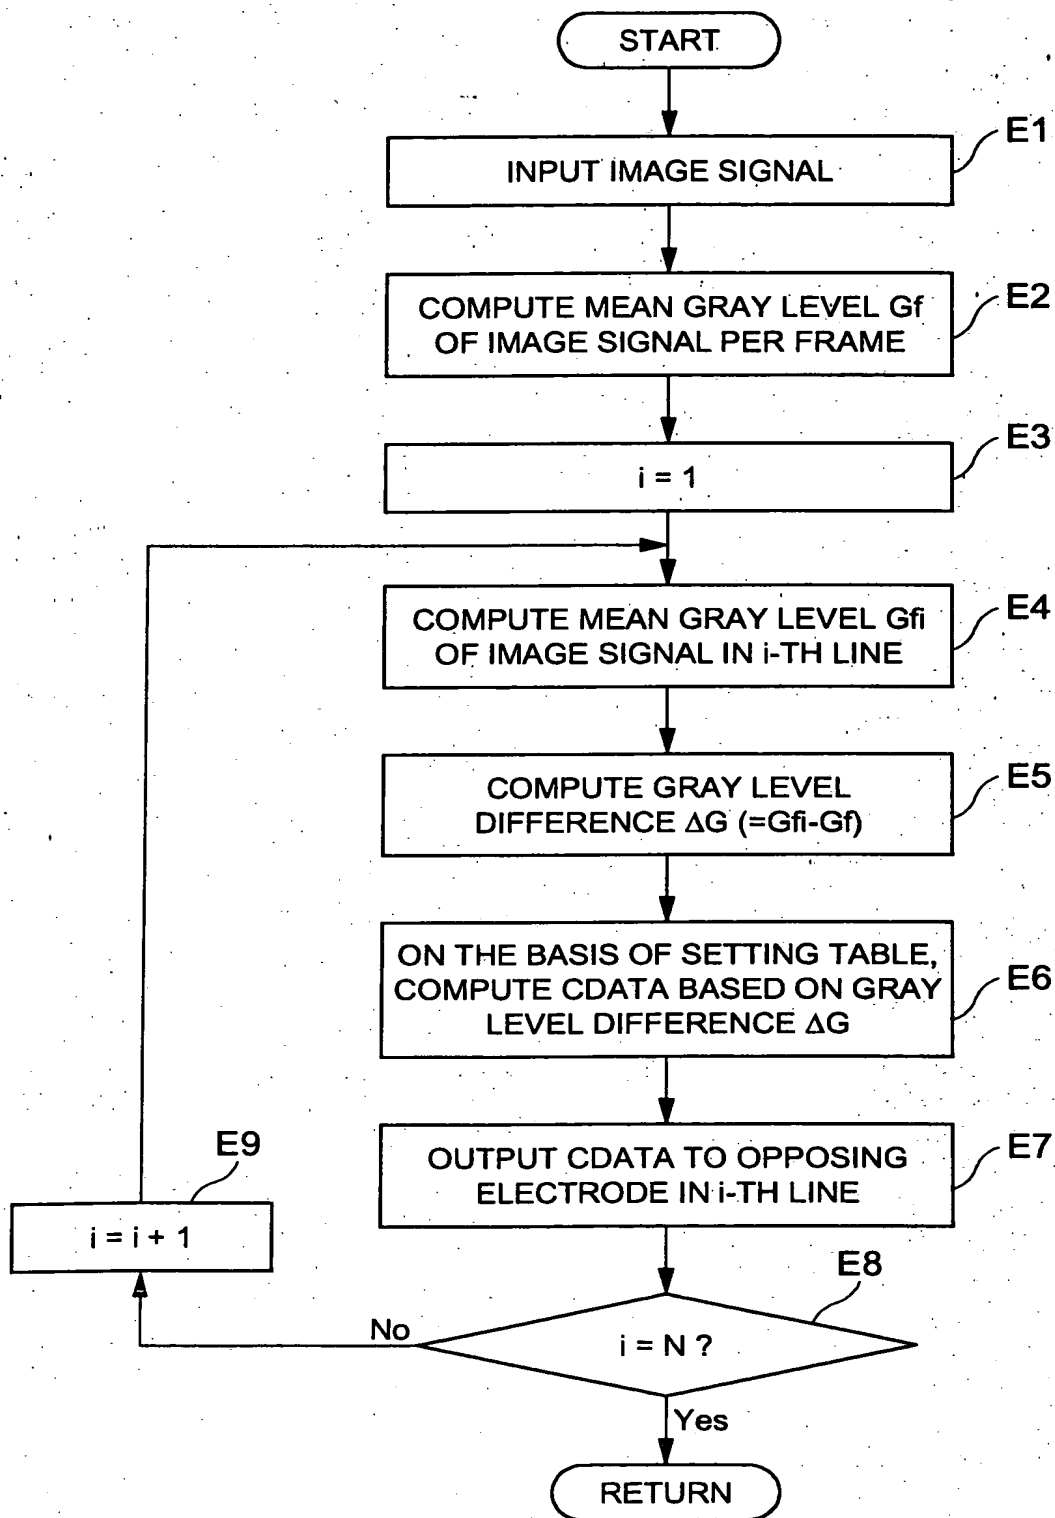 START
E1
INPUT IMAGE SIGNAL
E2
COMPUTE MEAN GRAY LEVEL Gf
OF IMAGE SIGNAL PER FRAME
E3
i = 1
E4
COMPUTE MEAN GRAY LEVEL Gfi
OF IMAGE SIGNAL IN i-TH LINE
E5
COMPUTE GRAY LEVEL
DIFFERENCE ΔG (=Gfi-Gf)
E6
ON THE BASIS OF SETTING TABLE,
COMPUTE CDATA BASED ON GRAY
LEVEL DIFFERENCE ΔG
E7
OUTPUT CDATA TO OPPOSING
ELECTRODE IN i-TH LINE
E9
i = i + 1
E8
i = N ?
No
Yes
RETURN